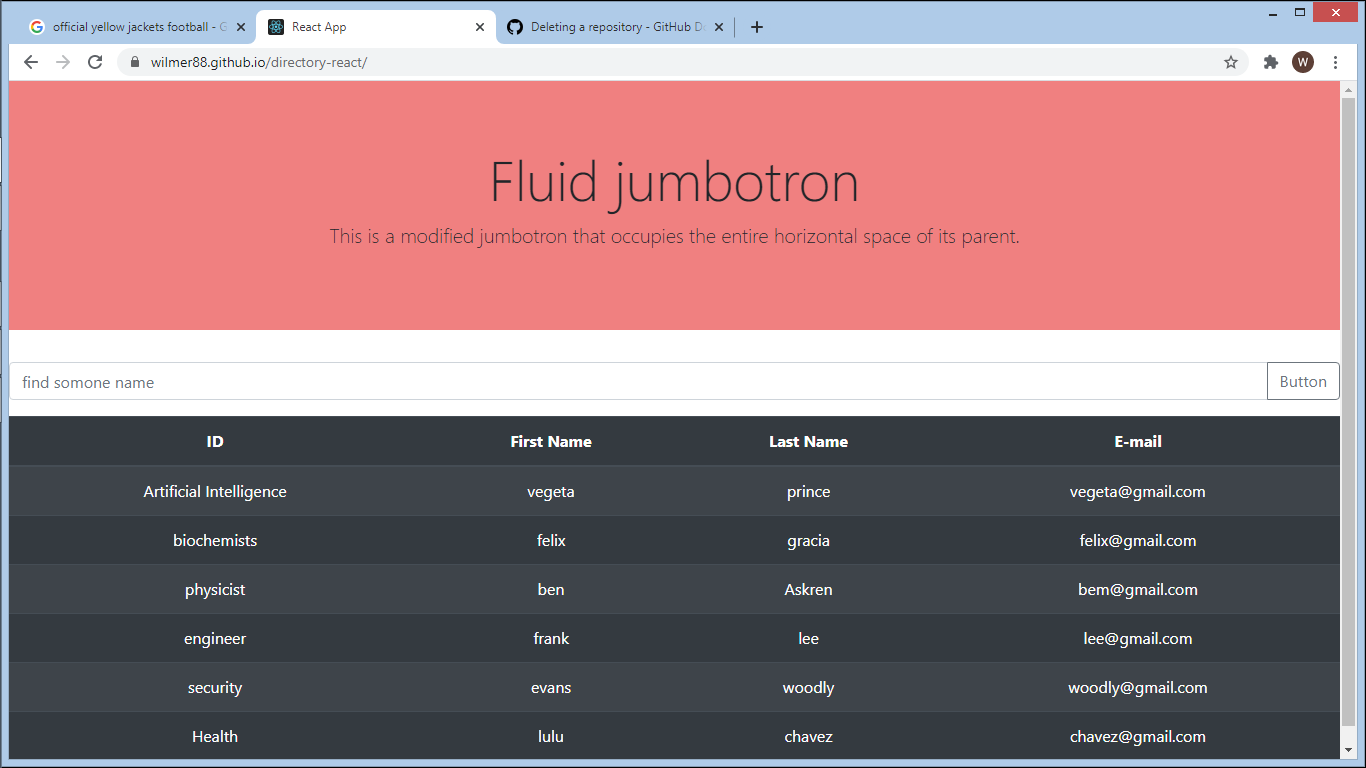 official yellow jackets football - G
React App
Deleting a repository - GitHub Do
wilmer88.github.io/directory-react/
W
Fluid jumbotron
This is a modified jumbotron that occupies the entire horizontal space of its parent.
find somone name
Button
ID First Name Last Name E-mail
Artificial Intelligence vegeta prince vegeta@gmail.com
biochemists felix gracia felix@gmail.com
physicist ben Askren bem@gmail.com
engineer frank lee lee@gmail.com
security evans woodly woodly@gmail.com
Health lulu chavez chavez@gmail.com